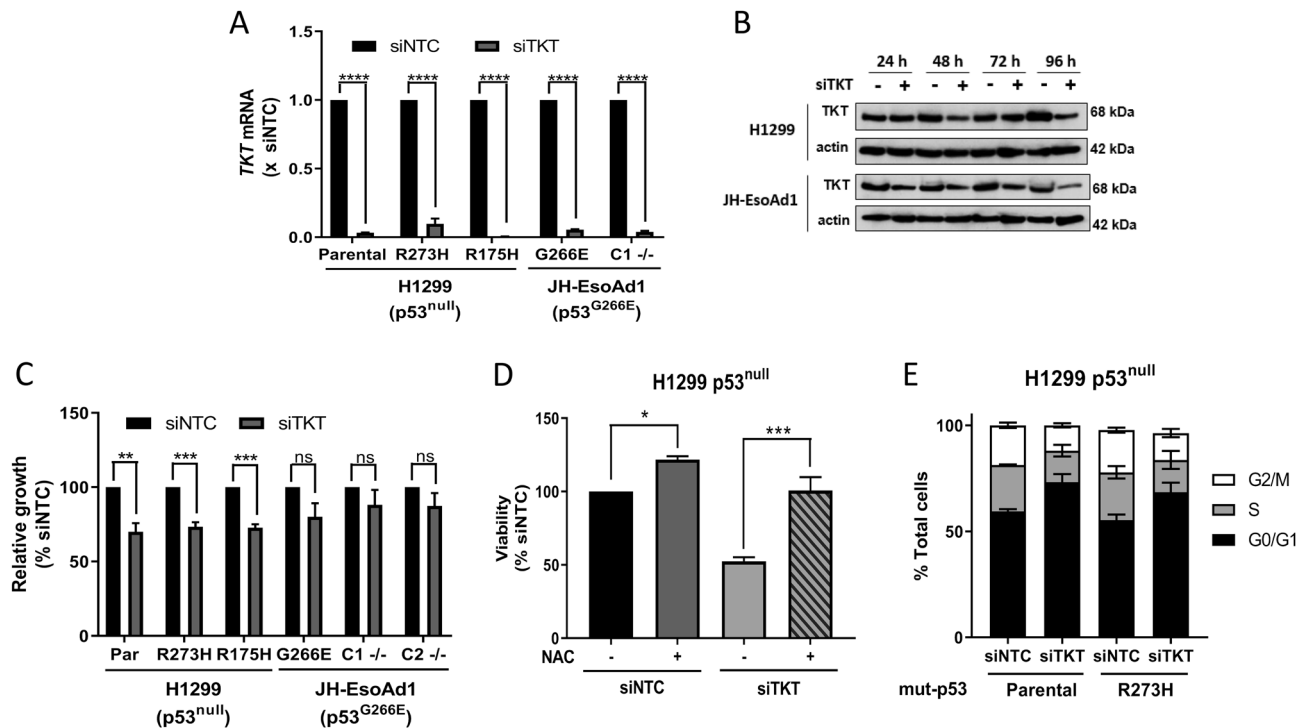 A
siNTC siTKT
TKT mRNA
(x siNTC)
1.5
1.0
0.5
0.0
**** **** **** **** ****
Parental R273H R175H G266E C1 -/-
H1299
(p53null)
JH-EsoAd1
(p53G266E)
B
24 h 48 h 72 h 96 h
siTKT - + - + - + - +
H1299
TKT 68 kDa
actin 42 kDa
JH-EsoAd1
TKT 68 kDa
actin 42 kDa
C
siNTC siTKT
Relative growth
(% siNTC)
150
100
50
0
** *** *** ns ns ns
Par R273H R175H G266E C1 -/- C2 -/-
H1299
(p53null)
JH-EsoAd1
(p53G266E)
D
H1299 p53null
Viability
(% siNTC)
150
100
50
0
* ***
NAC - + - +
siNTC siTKT
E
H1299 p53null
% Total cells
100
50
0
G2/M
S
G0/G1
siNTC siTKT siNTC siTKT
mut-p53 Parental R273H